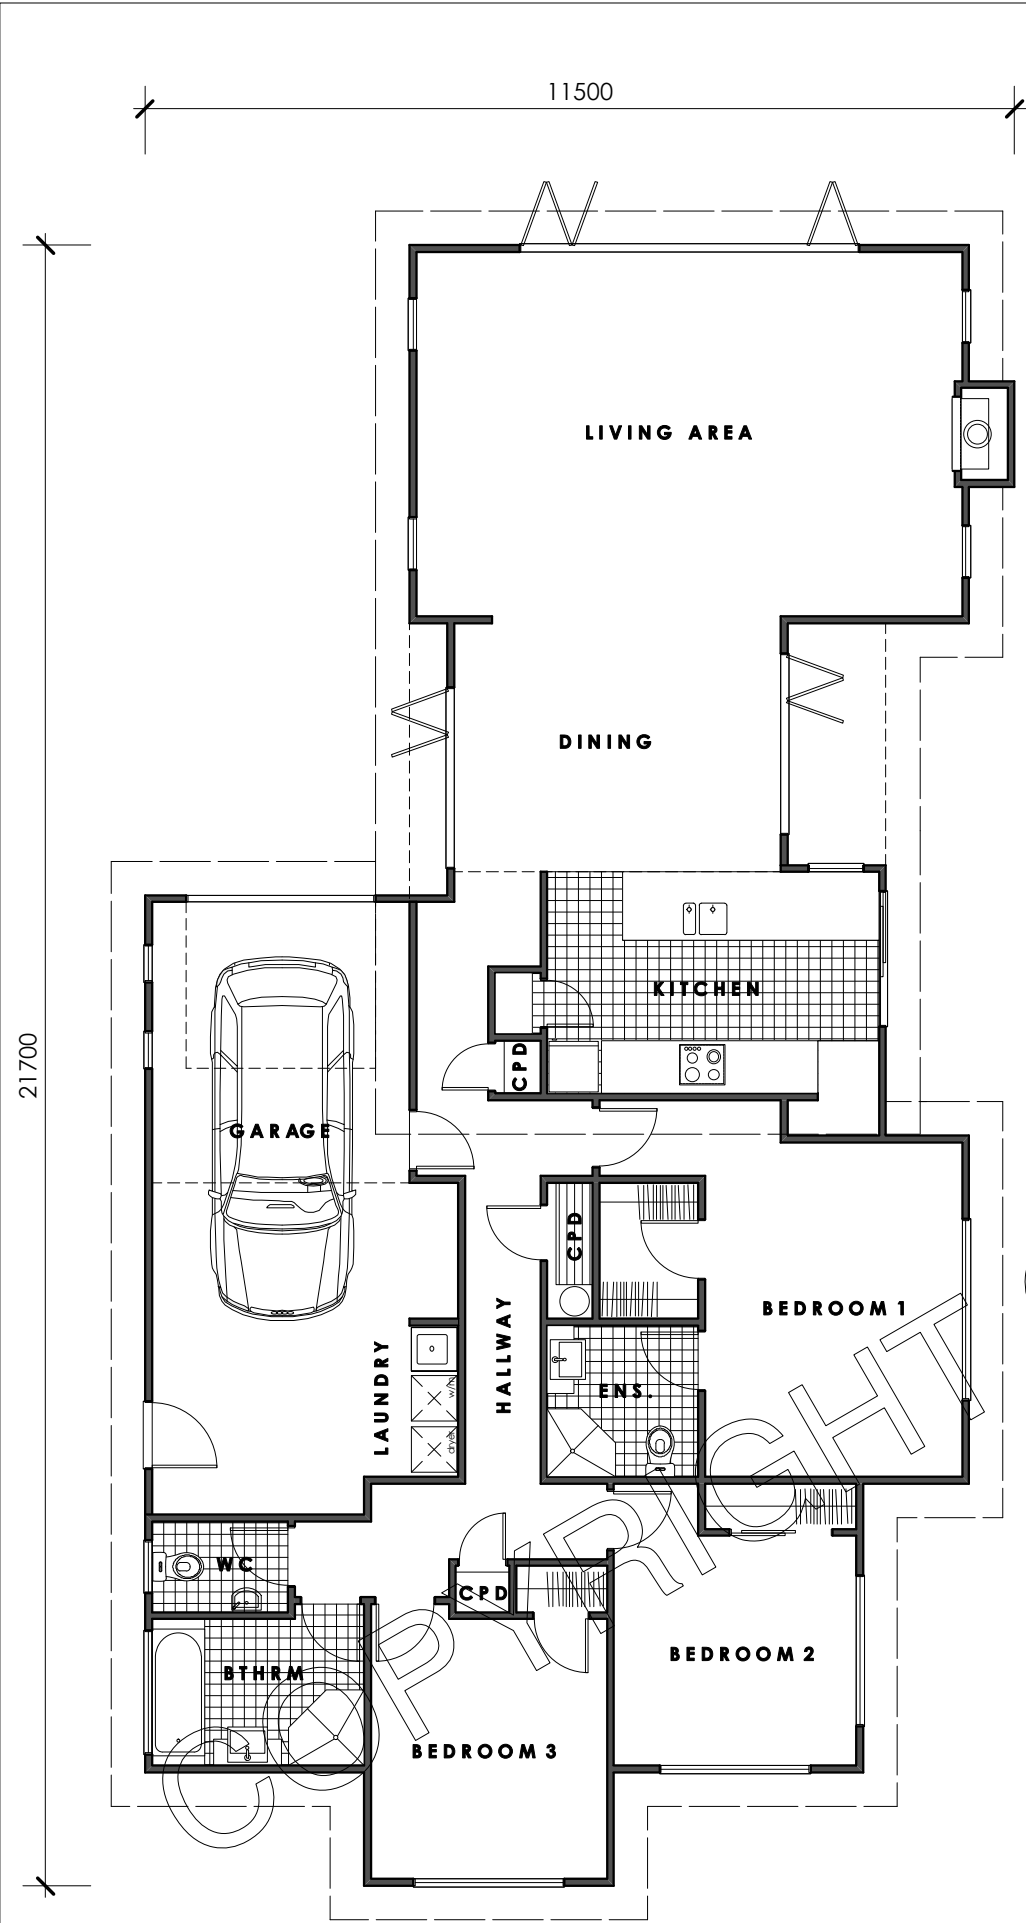 11500
21700
LIVING AREA
DINING
KITCHEN
CPD
GARAGE
CPD
BEDROOM 1
HALLWAY
LAUNDRY
w/m
dryer
ENS.
WC
CPD
BEDROOM 2
BTHRM
BEDROOM 3
COPYRIGHT